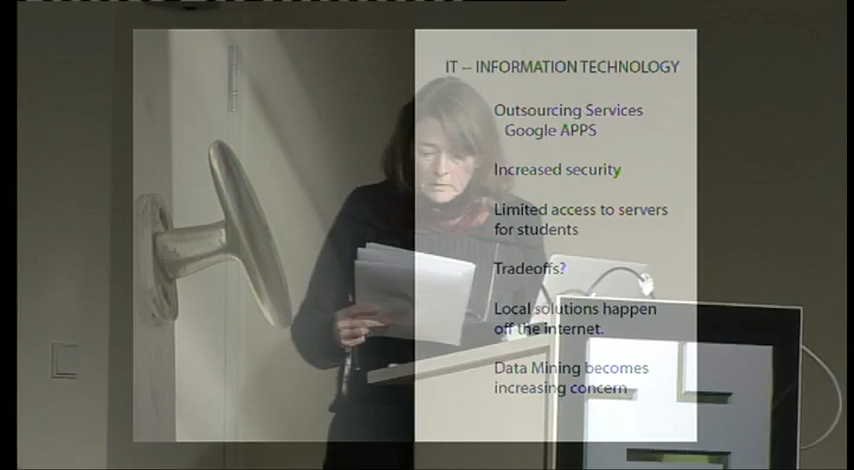 IT -- INFORMATION TECHNOLOGY
Outsourcing Services
Google APPS
Increased security
Limited access to servers
for students
Tradeoffs?
Local solutions happen
off the internet.
Data Mining becomes
increasing concern